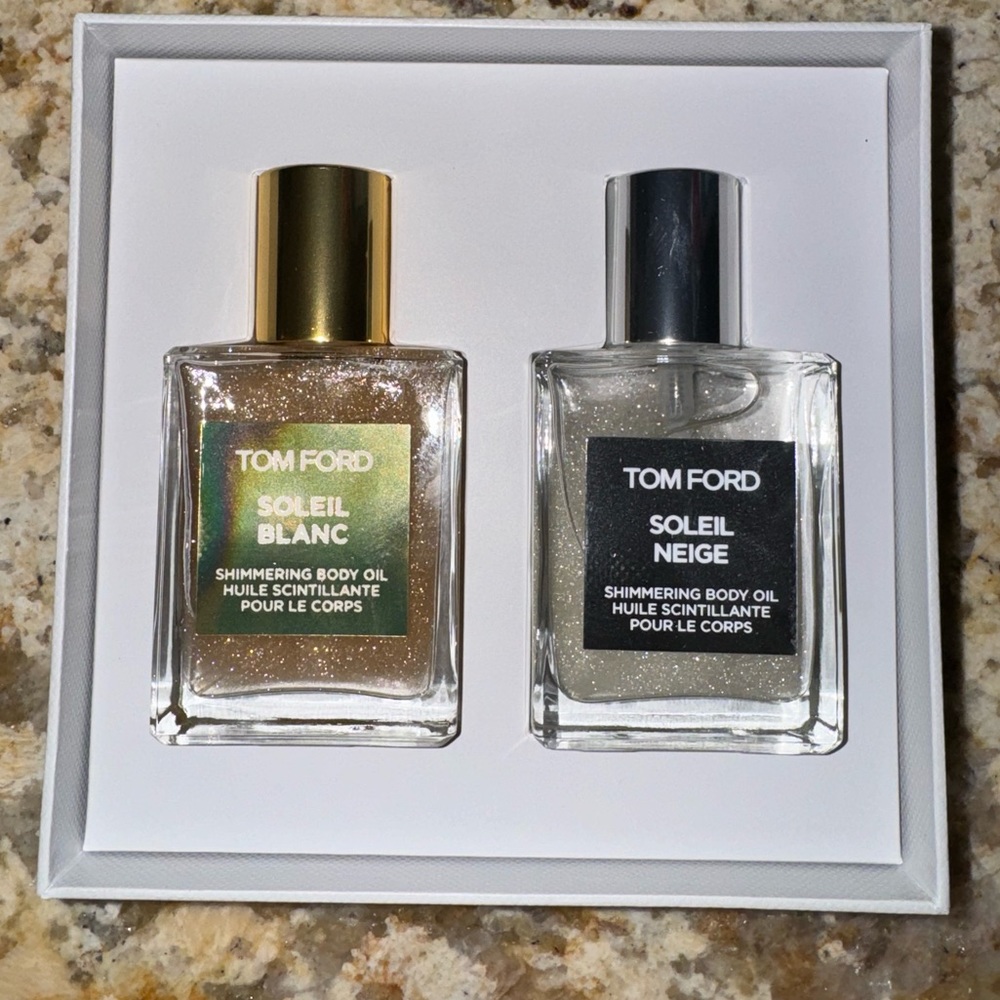 TOM FORD
SOLEIL
BLANC
SHIMMERING BODY OIL
HUILE SCINTILLANTE
POUR LE CORPS
TOM FORD
SOLEIL
NEIGE
SHIMMERING BODY OIL
HUILE SCINTILLANTE
POUR LE CORPS